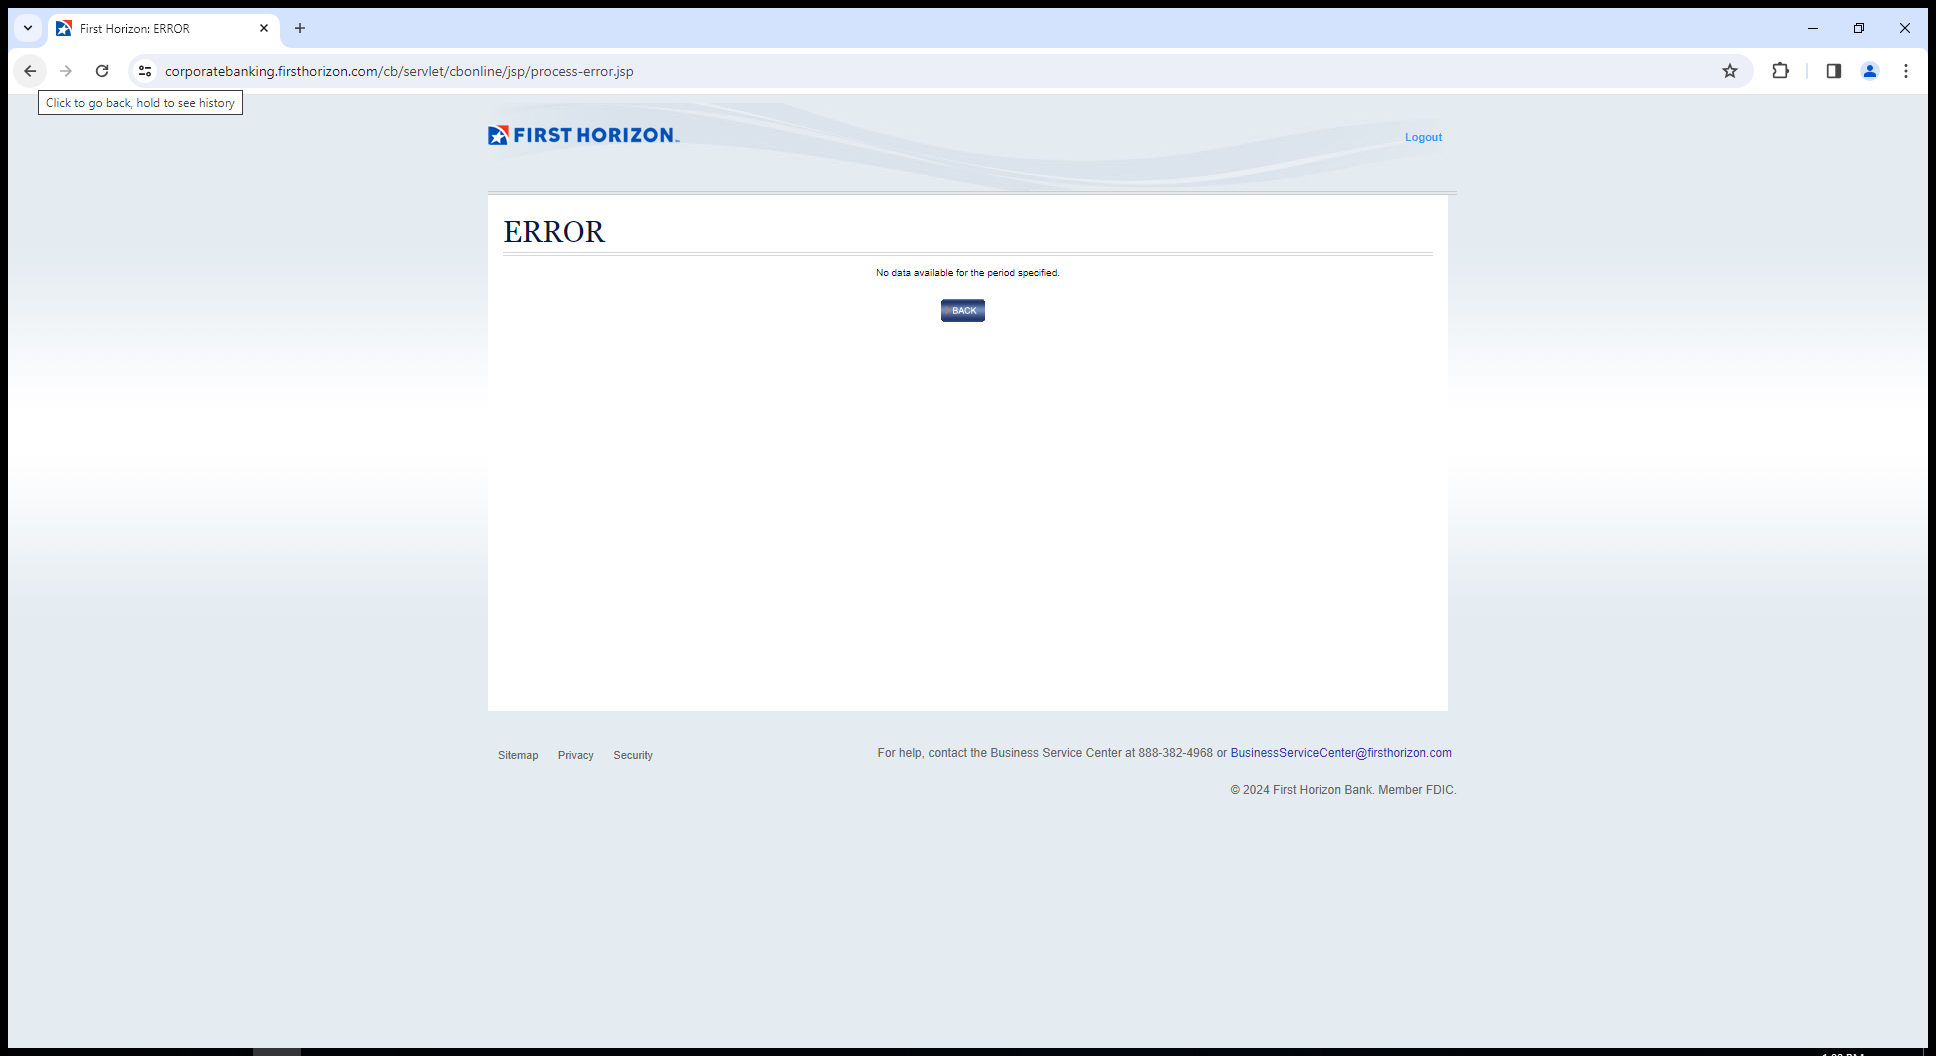 First Horizon: ERROR
corporatebanking.firsthorizon.com/cb/servlet/cbonline/jsp/process-error.jsp
Click to go back, hold to see history
FIRST HORIZON
Logout
ERROR
No data available for the period specified.
BACK
Sitemap Privacy Security
For help, contact the Business Service Center at 888-382-4968 or BusinessServiceCenter@firsthorizon.com
© 2024 First Horizon Bank. Member FDIC.